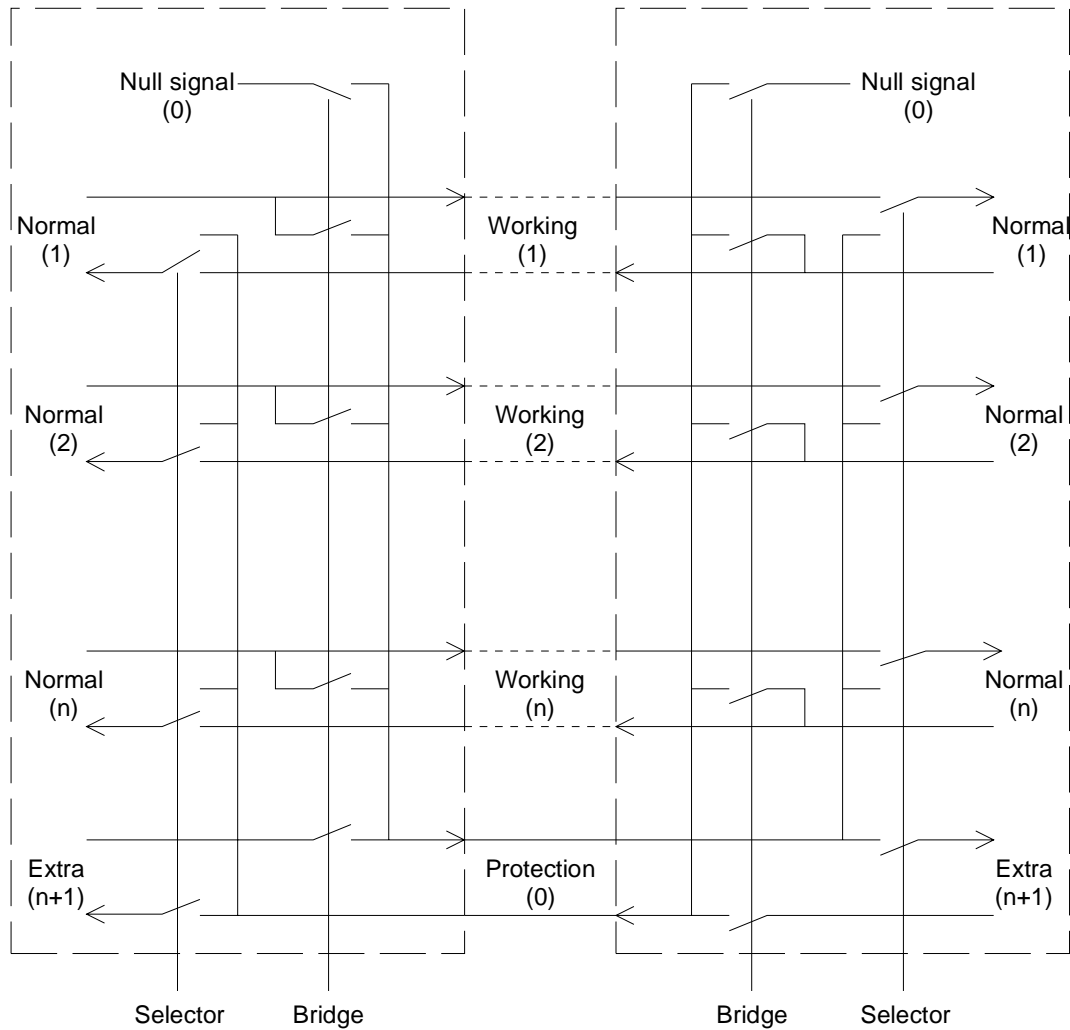 Null signal
(0)
Null signal
(0)
Normal
(1)
Working
(1)
Normal
(1)
Normal
(2)
Working
(2)
Normal
(2)
Normal
(n)
Working
(n)
Normal
(n)
Extra
(n+1)
Protection
(0)
Extra
(n+1)
Selector
Bridge
Bridge
Selector